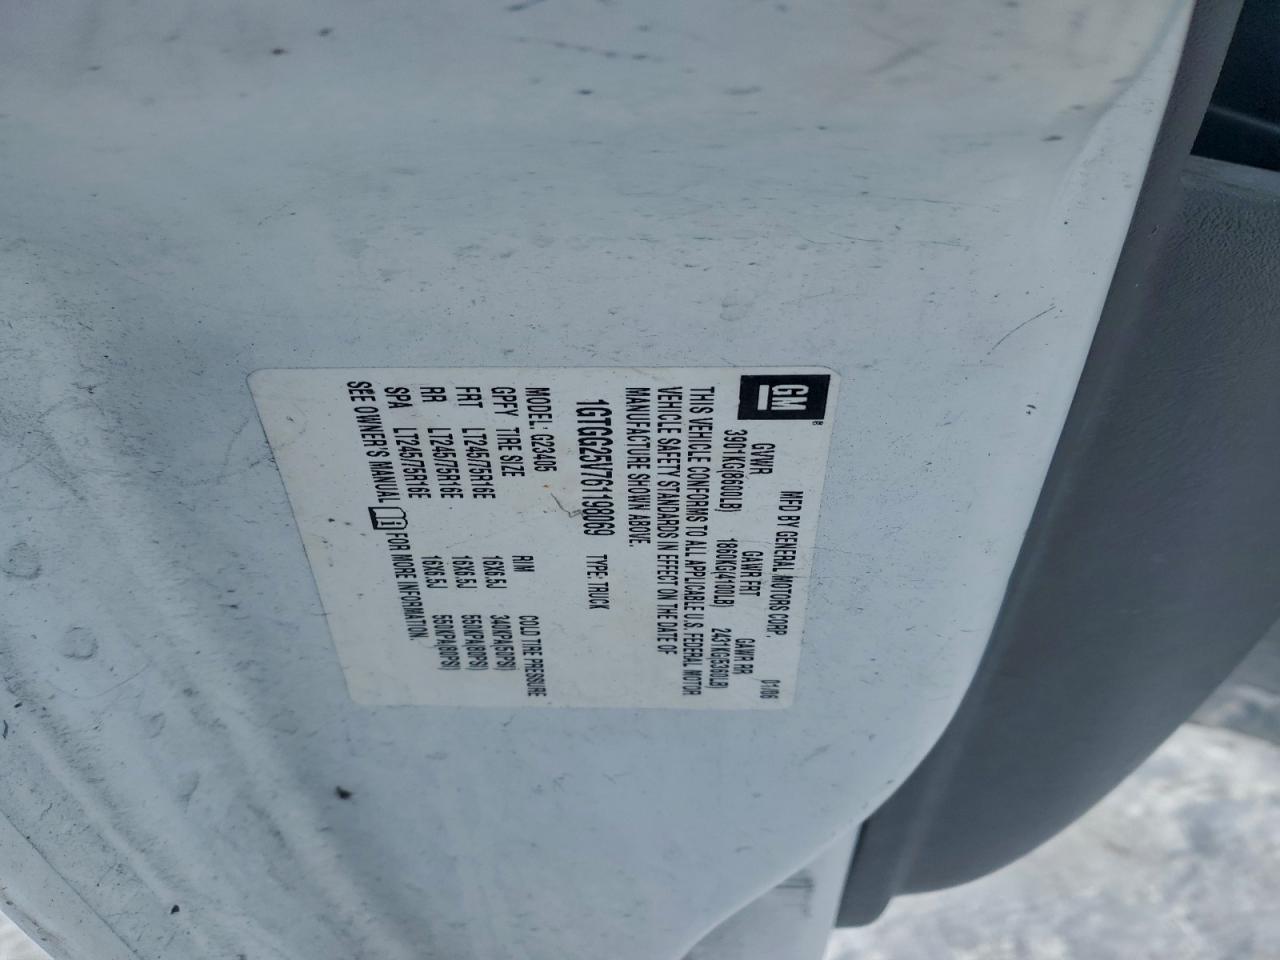 GM®
MFD BY GENERAL MOTORS CORP. 01/06
GVWR GAWR FRT GAWR RR
3901KG(8600LB) 1860KG(4100LB) 2431KG(5360LB)
THIS VEHICLE CONFORMS TO ALL APPLICABLE U.S. FEDERAL MOTOR
VEHICLE SAFETY STANDARDS IN EFFECT ON THE DATE OF
MANUFACTURE SHOWN ABOVE.
1GTGG25V761198069 TYPE: TRUCK
MODEL: G23405
GPFY TIRE SIZE RIM COLD TIRE PRESSURE
FRT LT245/75R16E 16X6.5J 340KPA(50PSI)
RR LT245/75R16E 16X6.5J 550KPA(80PSI)
SPA LT245/75R16E 16X6.5J 550KPA(80PSI)
SEE OWNER'S MANUAL FOR MORE INFORMATION.